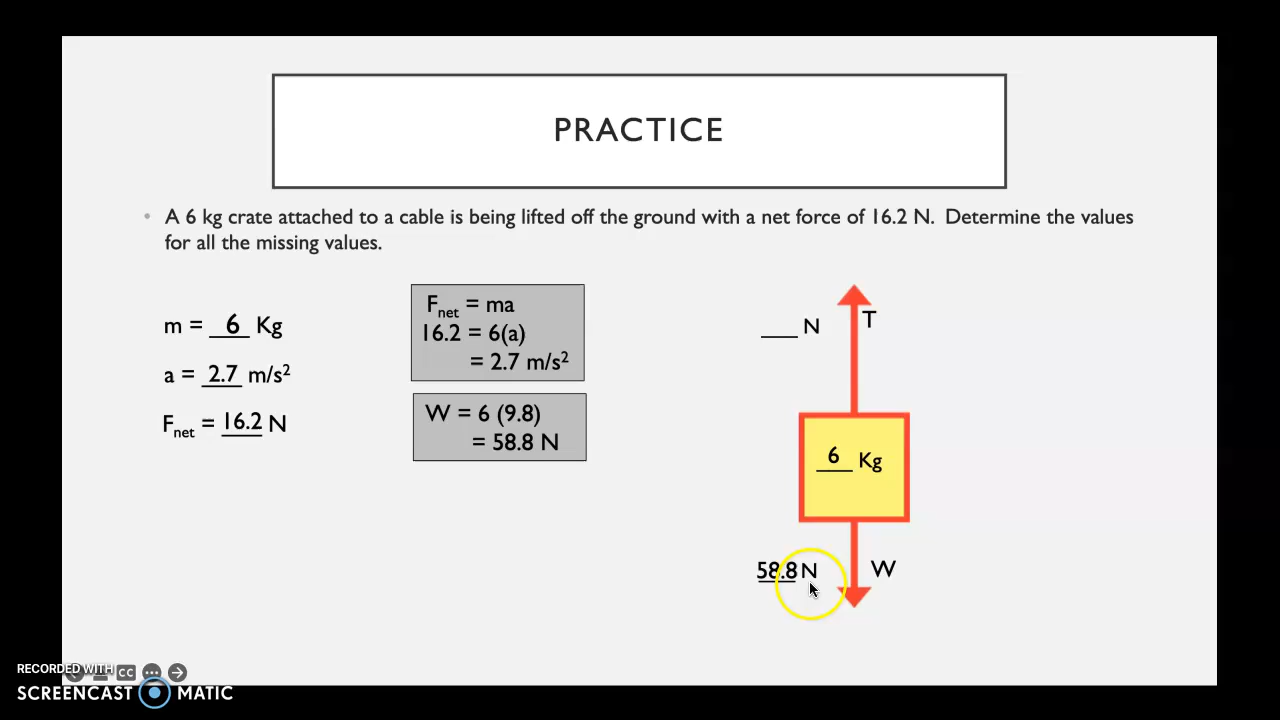 PRACTICE
• A 6 kg crate attached to a cable is being lifted off the ground with a net force of 16.2 N. Determine the values
for all the missing values.
m = 6 Kg
a = 2.7 m/s²
Fnet = 16.2 N
Fnet = ma
16.2 = 6(a)
= 2.7 m/s²
W = 6 (9.8)
= 58.8 N
___ N
T
6 Kg
58.8 N
W
RECORDED WITH
CC
SCREENCAST MATIC